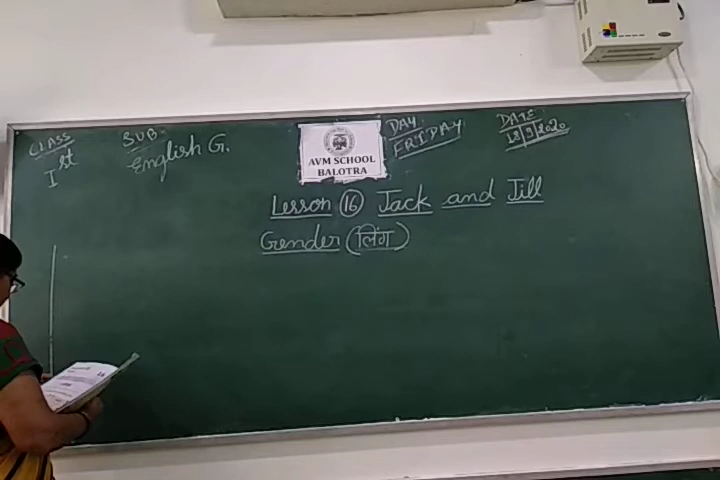 CLASS
Ist
SUB.
English G.
AVM SCHOOL
BALOTRA
DAY
FRIDAY
DATE
18/9/2020
Lesson 16 Jack and Jill
Gender (लिंग)